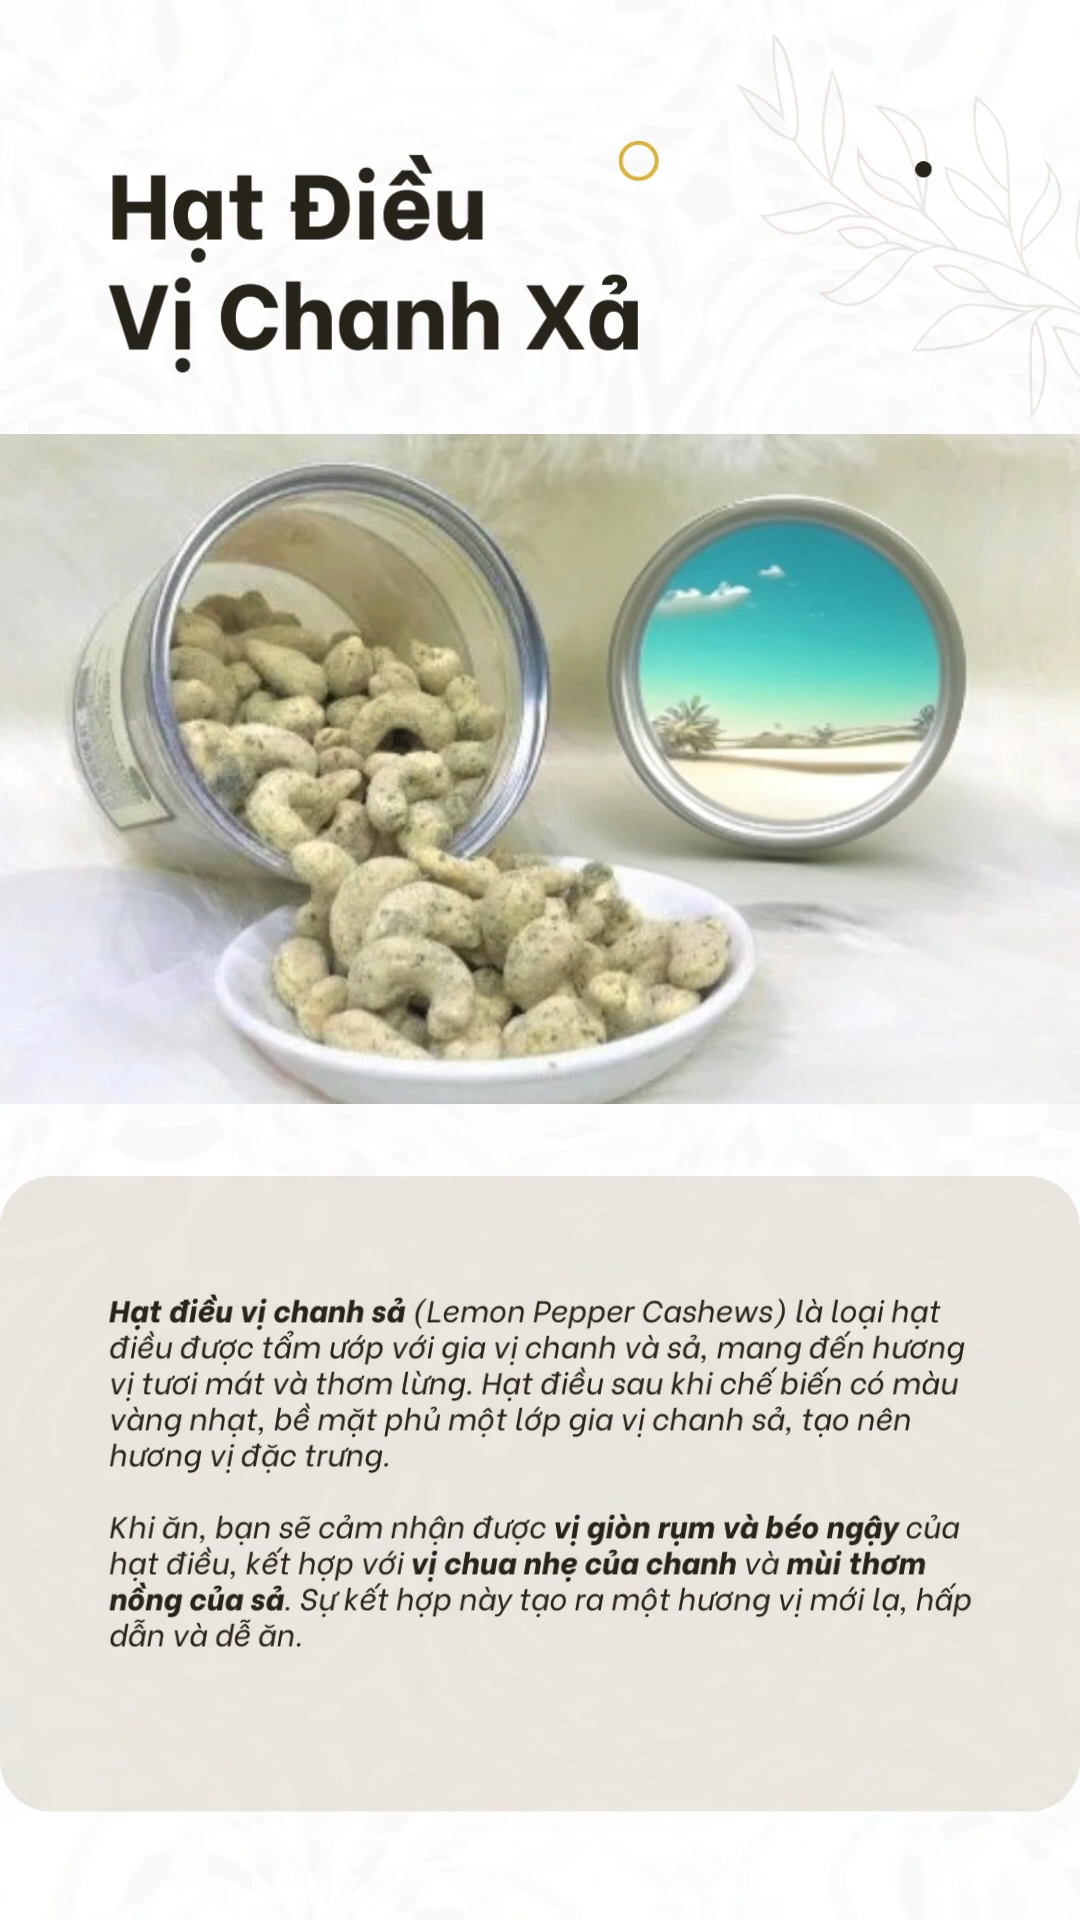 Hạt Điều
Vị Chanh Xả
Hạt điều vị chanh sả (Lemon Pepper Cashews) là loại hạt
điều được tẩm ướp với gia vị chanh và sả, mang đến hương
vị tươi mát và thơm lừng. Hạt điều sau khi chế biến có màu
vàng nhạt, bề mặt phủ một lớp gia vị chanh sả, tạo nên
hương vị đặc trưng.
Khi ăn, bạn sẽ cảm nhận được vị giòn rụm và béo ngậy của
hạt điều, kết hợp với vị chua nhẹ của chanh và mùi thơm
nồng của sả. Sự kết hợp này tạo ra một hương vị mới lạ, hấp
dẫn và dễ ăn.